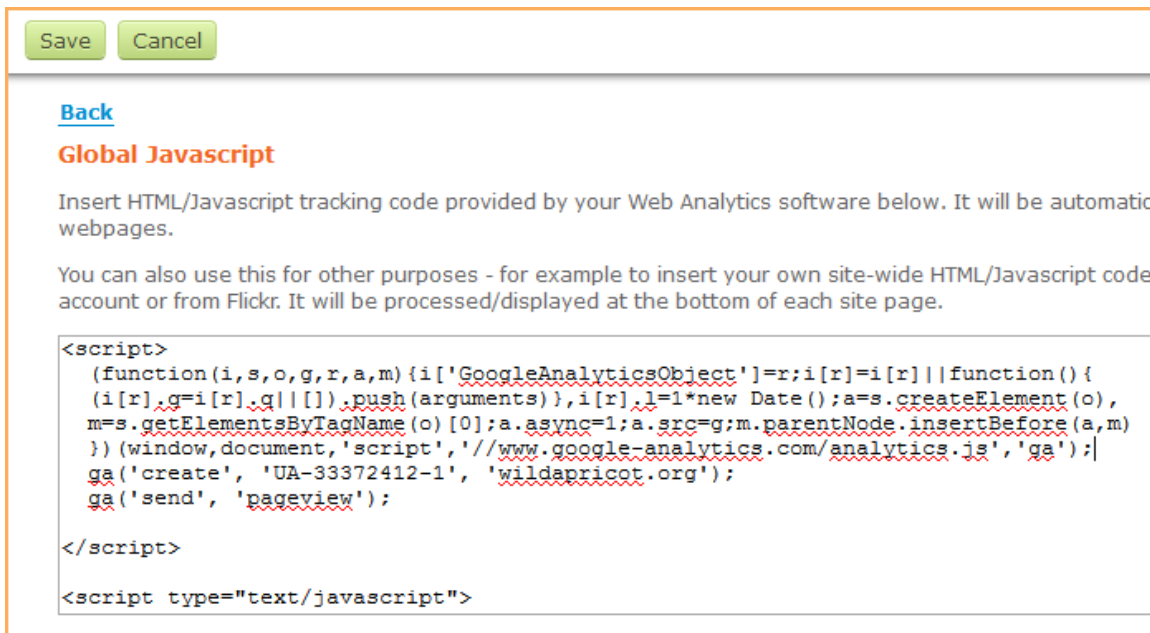 Save Cancel
Back
Global Javascript
Insert HTML/Javascript tracking code provided by your Web Analytics software below. It will be automatic
webpages.
You can also use this for other purposes - for example to insert your own site-wide HTML/Javascript code
account or from Flickr. It will be processed/displayed at the bottom of each site page.
<script>
(function(i,s,o,g,r,a,m){i['GoogleAnalyticsObject']=r;i[r]=i[r]||function(){
(i[r].q=i[r].q||[]).push(arguments)},i[r].l=1*new Date();a=s.createElement(o),
m=s.getElementsByTagName(o)[0];a.async=1;a.src=g;m.parentNode.insertBefore(a,m)
})(window,document,'script','//www.google-analytics.com/analytics.js','ga');
ga('create', 'UA-33372412-1', 'wildapricot.org');
ga('send', 'pageview');
</script>
<script type="text/javascript">